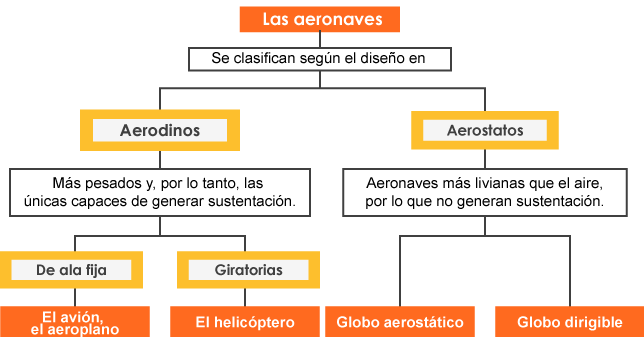 Las aeronaves
Se clasifican según el diseño en
Aerodinos
Aerostatos
Más pesados y, por lo tanto, las
únicas capaces de generar sustentación.
Aeronaves más livianas que el aire,
por lo que no generan sustentación.
De ala fija
Giratorias
El avión,
el aeroplano
El helicóptero
Globo aerostático
Globo dirigible